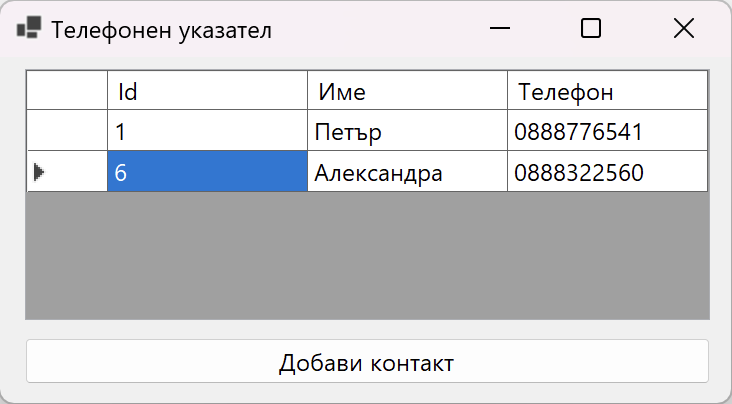 Телефонен указател
Id Име Телефон
1 Петър 0888776541
6 Александра 0888322560
Добави контакт